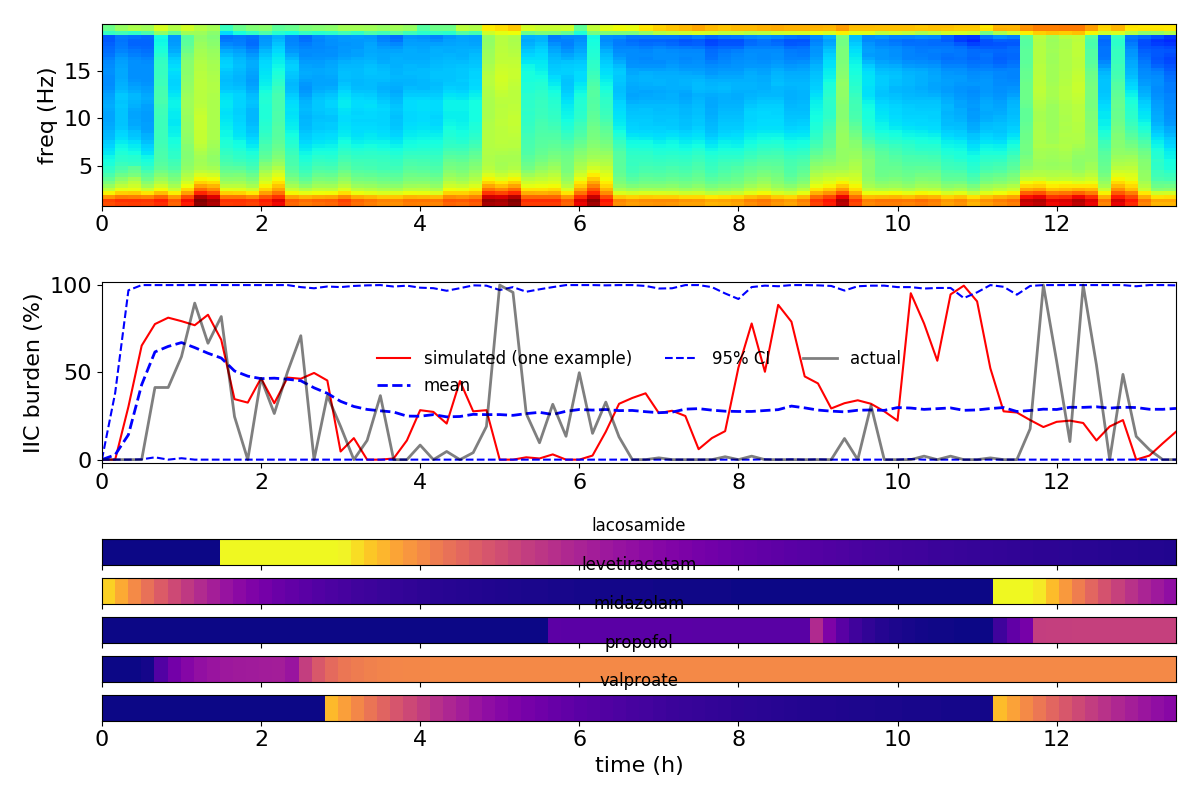 freq (Hz)
15
10
5
0 2 4 6 8 10 12
IIC burden (%)
100
50
0
simulated (one example) 95% CI actual
mean
0 2 4 6 8 10 12
lacosamide
levetiracetam
midazolam
propofol
valproate
0 2 4 6 8 10 12
time (h)